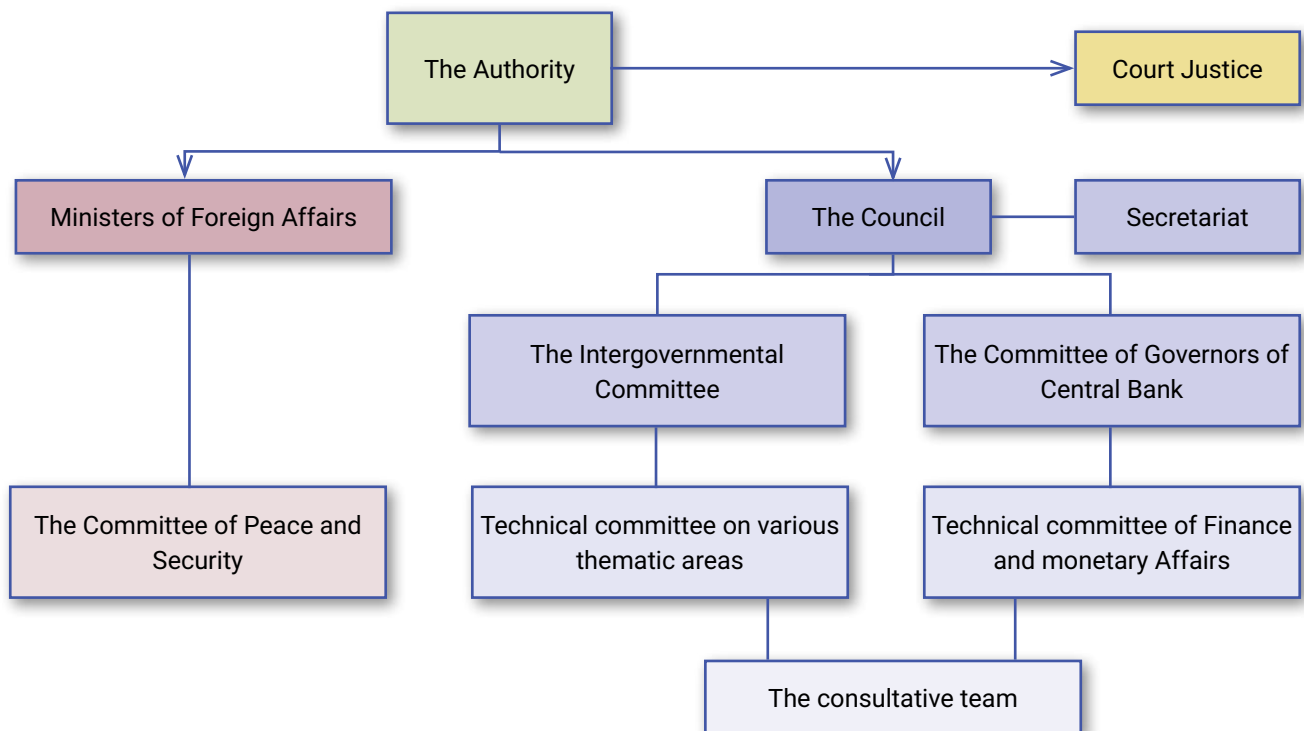 The Authority
Court Justice
Ministers of Foreign Affairs
The Council
Secretariat
The Intergovernmental
Committee
The Committee of Governors of
Central Bank
The Committee of Peace and
Security
Technical committee on various
thematic areas
Technical committee of Finance
and monetary Affairs
The consultative team